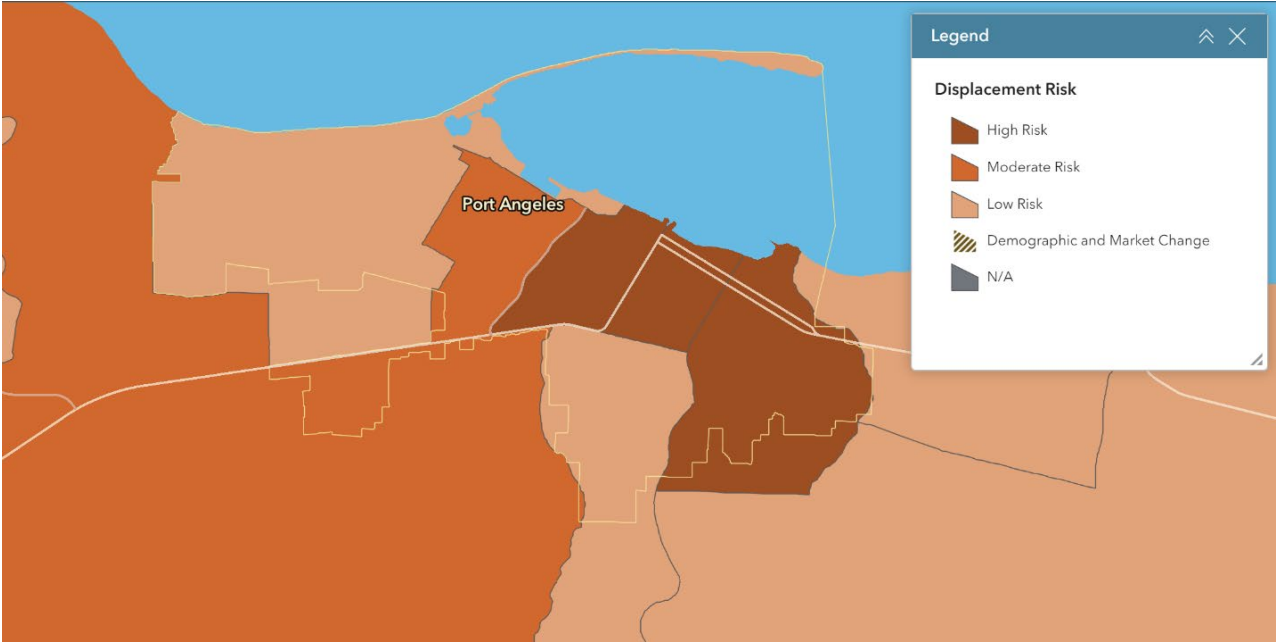 Legend
Displacement Risk
High Risk
Moderate Risk
Port Angeles
Low Risk
Demographic and Market Change
N/A